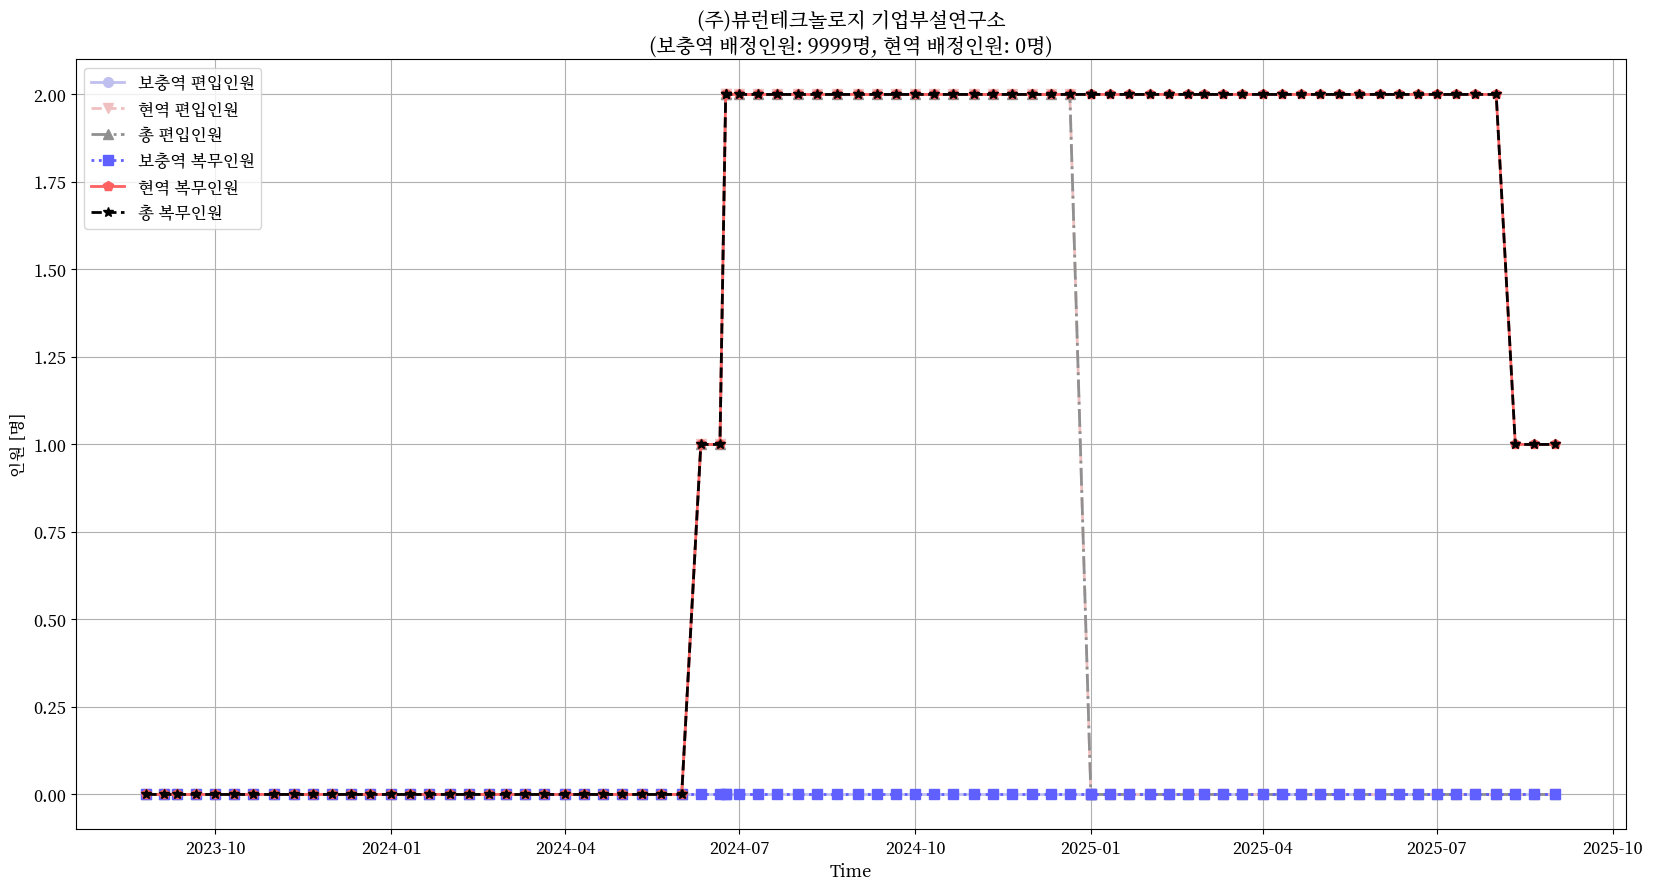 (주)뷰런테크놀로지 기업부설연구소
(보충역 배정인원: 9999명, 현역 배정인원: 0명)
보충역 편입인원
현역 편입인원
총 편입인원
보충역 복무인원
현역 복무인원
총 복무인원
2.00
1.75
1.50
1.25
1.00
0.75
0.50
0.25
0.00
인원 [명]
2023-10
2024-01
2024-04
2024-07
2024-10
2025-01
2025-04
2025-07
2025-10
Time